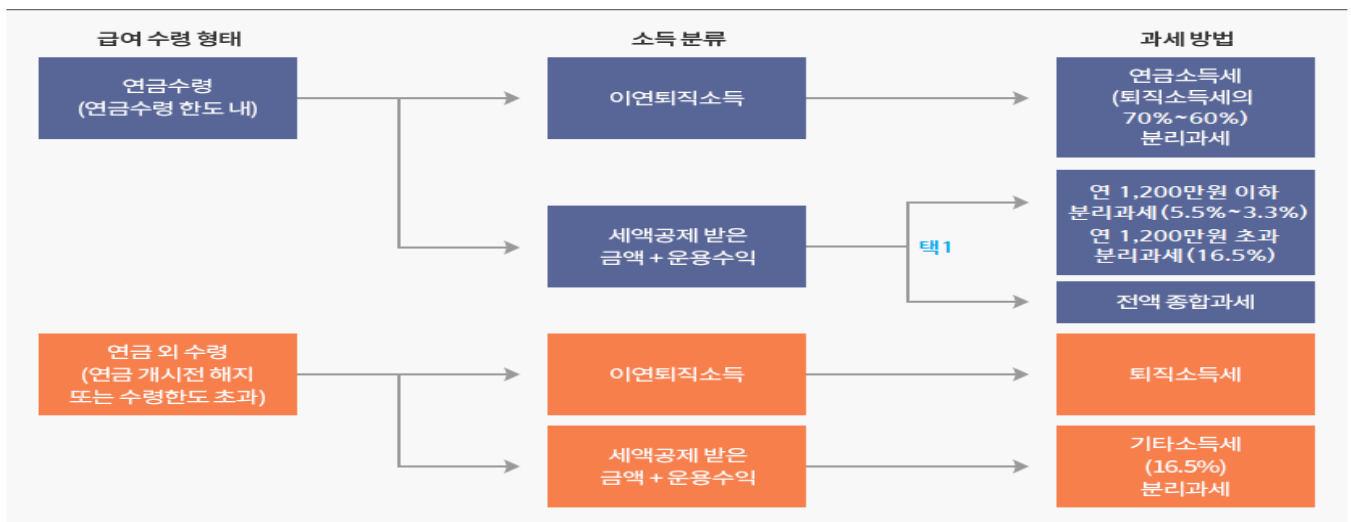 급여 수령 형태
소득 분류
과세 방법
연금수령
(연금수령 한도 내)
이연퇴직소득
연금소득세
(퇴직소득세의
70%~60%)
분리과세
세액공제 받은
금액 + 운용수익
택1
연 1,200만원 이하
분리과세(5.5%~3.3%)
연 1,200만원 초과
분리과세(16.5%)
전액 종합과세
연금 외 수령
(연금 개시전 해지
또는 수령한도 초과)
이연퇴직소득
퇴직소득세
세액공제 받은
금액 + 운용수익
기타소득세
(16.5%)
분리과세